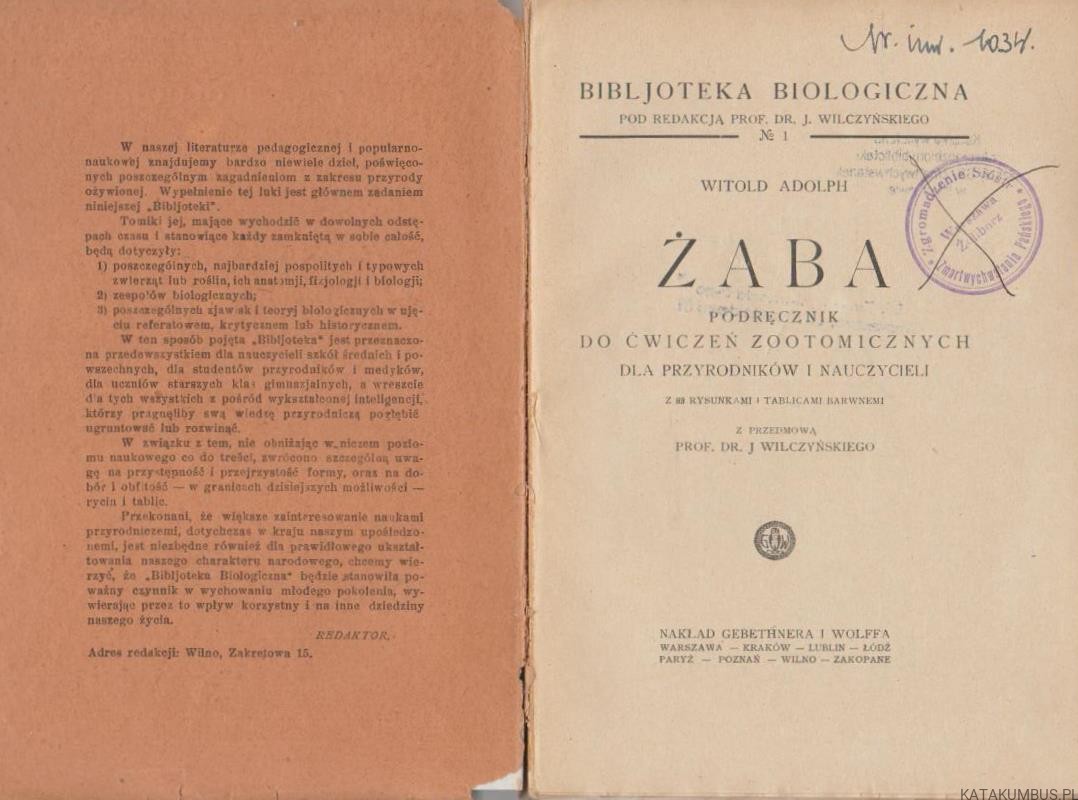 W naszej literaturze pedagogicznej i popularno-
naukowej znajdujemy bardzo niewiele dzieł, poświęco-
nych poszczególnym zagadnieniom z zakresu przyrody
ożywionej. Wypełnienie tej luki jest głównem zadaniem
niniejszej „Bibljoteki".
Tomiki jej, mające wychodzić w dowolnych odstę-
pach czasu i stanowiące każdy zamkniętą w sobie całość,
będą dotyczyły:
1) poszczególnych, najbardziej pospolitych i typowych
zwierząt lub roślin, ich anatomji, fizjologji i biologji;
2) zespołów biologicznych;
3) poszczególnych zjawisk i teoryj biologicznych w uję-
ciu referatowem, krytycznem lub historycznem.
W ten sposób pojęta „Bibljoteka" jest przeznaczo-
na przedewszystkiem dla nauczycieli szkół średnich i po-
wszechnych, dla studentów przyrodników i medyków,
dla uczniów starszych klas gimnazjalnych, a wreszcie
dla tych wszystkich z pośród wykształconej inteligencji,
którzy pragnęliby swą wiedzę przyrodniczą pogłębić
ugruntować lub rozwinąć.
W związku z tem, nie obniżając w niczem pozio-
mu naukowego co do treści, zwrócono szczególną uwa-
gę na przystępność i przejrzystość formy, oraz na do-
bór i obfitość — w granicach dzisiejszych możliwości —
rycin i tablic.
Przekonani, że większe zainteresowanie naukami
przyrodniczemi, dotychczas w kraju naszym upośledzo-
nemi, jest niezbędne również dla prawidłowego ukształ-
towania naszego charakteru narodowego, chcemy wie-
rzyć, że „Bibljoteka Biologiczna" będzie stanowiła po-
ważny czynnik w wychowaniu młodego pokolenia, wy-
wierając przez to wpływ korzystny i na inne dziedziny
naszego życia.
REDAKTOR.
Adres redakcji: Wilno, Zakretowa 15.
Nr. inw. 1034.
BIBLJOTEKA BIOLOGICZNA
POD REDAKCJĄ PROF. DR. J. WILCZYŃSKIEGO
№ 1
WITOLD ADOLPH
Zgromadzenie Sióstr
Zmartwychwstania Pańskiego
w
Warszawa
Żoliborz
ŻABA
PODRĘCZNIK
DO ĆWICZEŃ ZOOTOMICZNYCH
DLA PRZYRODNIKÓW I NAUCZYCIELI
Z 89 RYSUNKAMI I TABLICAMI BARWNEMI
Z PRZEDMOWĄ
PROF. DR. J WILCZYŃSKIEGO
G W
NAKŁAD GEBETHNERA I WOLFFA
WARSZAWA — KRAKÓW — LUBLIN — ŁÓDŹ
PARYŻ — POZNAŃ — WILNO — ZAKOPANE
KATAKUMBUS.PL